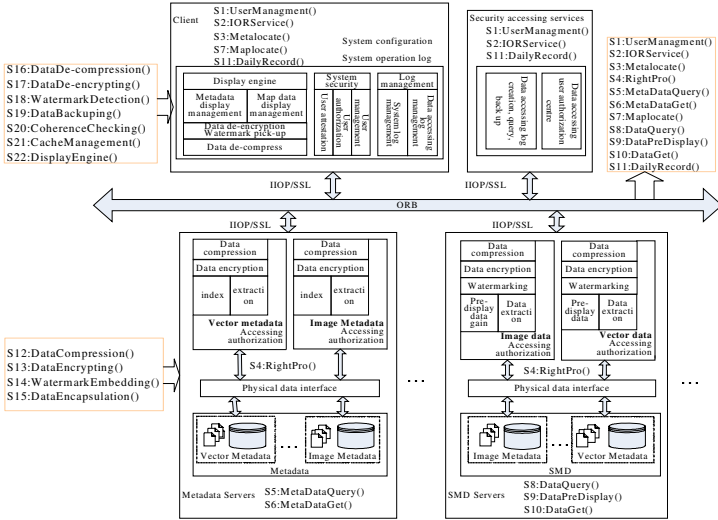 Client
S1:UserManagment()
S2:IORService()
S3:Metalocate()
S7:Maplocate()
S11:DailyRecord()
System configuration
System operation log
Display engine
Metadata display management
Map data display management
Data de-encryption
Watermark pick-up
Data de-compress
System security
User attestation
User authorization
User management
Log management
System log management
Data accessing log management
Security accessing services
S1:UserManagment()
S2:IORService()
S11:DailyRecord()
Data accessing log creation, query, back up
Data accessing user authorization centre
S1:UserManagment()
S2:IORService()
S3:Metalocate()
S4:RightPro()
S5:MetaDataQuery()
S6:MetaDataGet()
S7:Maplocate()
S8:DataQuery()
S9:DataPreDisplay()
S10:DataGet()
S11:DailyRecord()
S16:DataDe-compression()
S17:DataDe-encrypting()
S18:WatermarkDetection()
S19:DataBackuping()
S20:CoherenceChecking()
S21:CacheManagement()
S22:DisplayEngine()
IIOP/SSL
IIOP/SSL
ORB
IIOP/SSL
IIOP/SSL
Data compression
Data encryption
index
extracti on
Vector metadata
Accessing authorization
Data compression
Data encryption
index
extracti on
Image Metadata
Accessing authorization
S4:RightPro()
Physical data interface
...
Vector Metadata
...
Image Metadata
Metadata
Metadata Servers
S5:MetaDataQuery()
S6:MetaDataGet()
S12:DataCompression()
S13:DataEncrypting()
S14:WatermarkEmbedding()
S15:DataEncapsulation()
Data compression
Data encryption
Watermarking
Pre-display data gain
Data extraction
Image data
Accessing authorization
Data compression
Data encryption
Watermarking
Pre-display data
Data extraction
Vector data
Accessing authorization
S4:RightPro()
Physical data interface
...
Image Metadata
...
Vector Metadata
SMD
SMD Servers
S8:DataQuery()
S9:DataPreDisplay()
S10:DataGet()